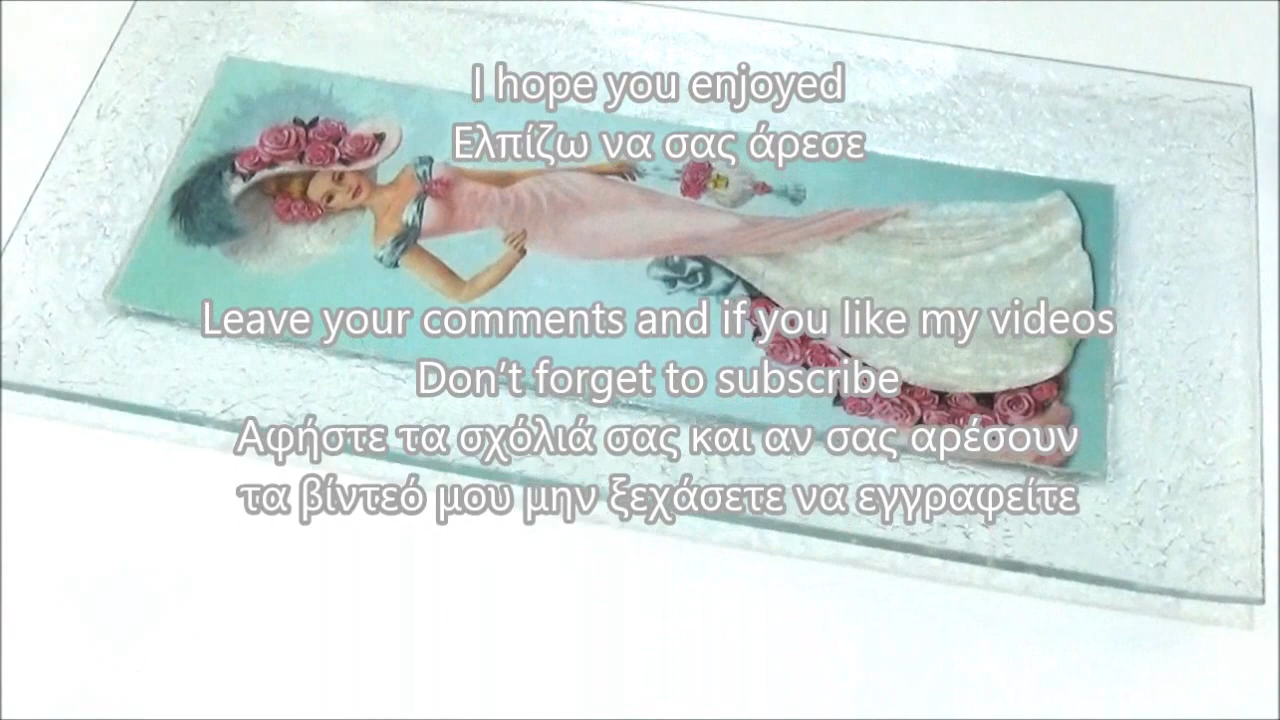 I hope you enjoyed
Ελπίζω να σας άρεσε
Leave your comments and if you like my videos
Don’t forget to subscribe
Αφήστε τα σχόλιά σας και αν σας αρέσουν
τα βίντεό μου μην ξεχάσετε να εγγραφείτε